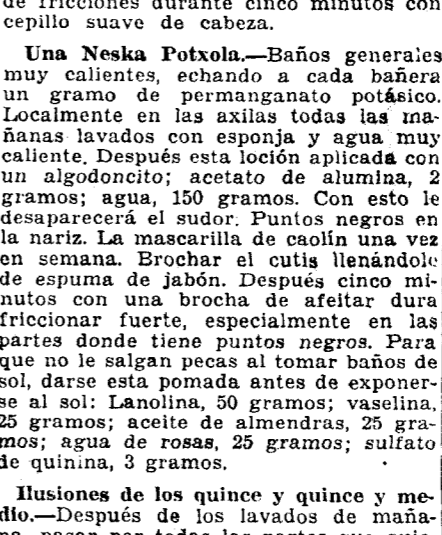 de fricciones durante cinco minutos con
cepillo suave de cabeza.
Una Neska Potxola.—Baños generales
muy calientes, echando a cada bañera
un gramo de permanganato potásico.
Localmente en las axilas todas las ma-
ñanas lavados con esponja y agua muy
caliente. Después esta loción aplicada con
un algodoncito; acetato de alumina, 2
gramos; agua, 150 gramos. Con esto le
desaparecerá el sudor. Puntos negros en
la nariz. La mascarilla de caolín una vez
en semana. Brochar el cutis llenándole
de espuma de jabón. Después cinco mi-
nutos con una brocha de afeitar dura
friccionar fuerte, especialmente en las
partes donde tiene puntos negros. Para
que no le salgan pecas al tomar baños de
sol, darse esta pomada antes de exponer-
se al sol: Lanolina, 50 gramos; vaselina,
25 gramos; aceite de almendras, 25 gra-
mos; agua de rosas, 25 gramos; sulfato
de quinina, 3 gramos.
Ilusiones de los quince y quince y me-
dio.—Después de los lavados de maña-